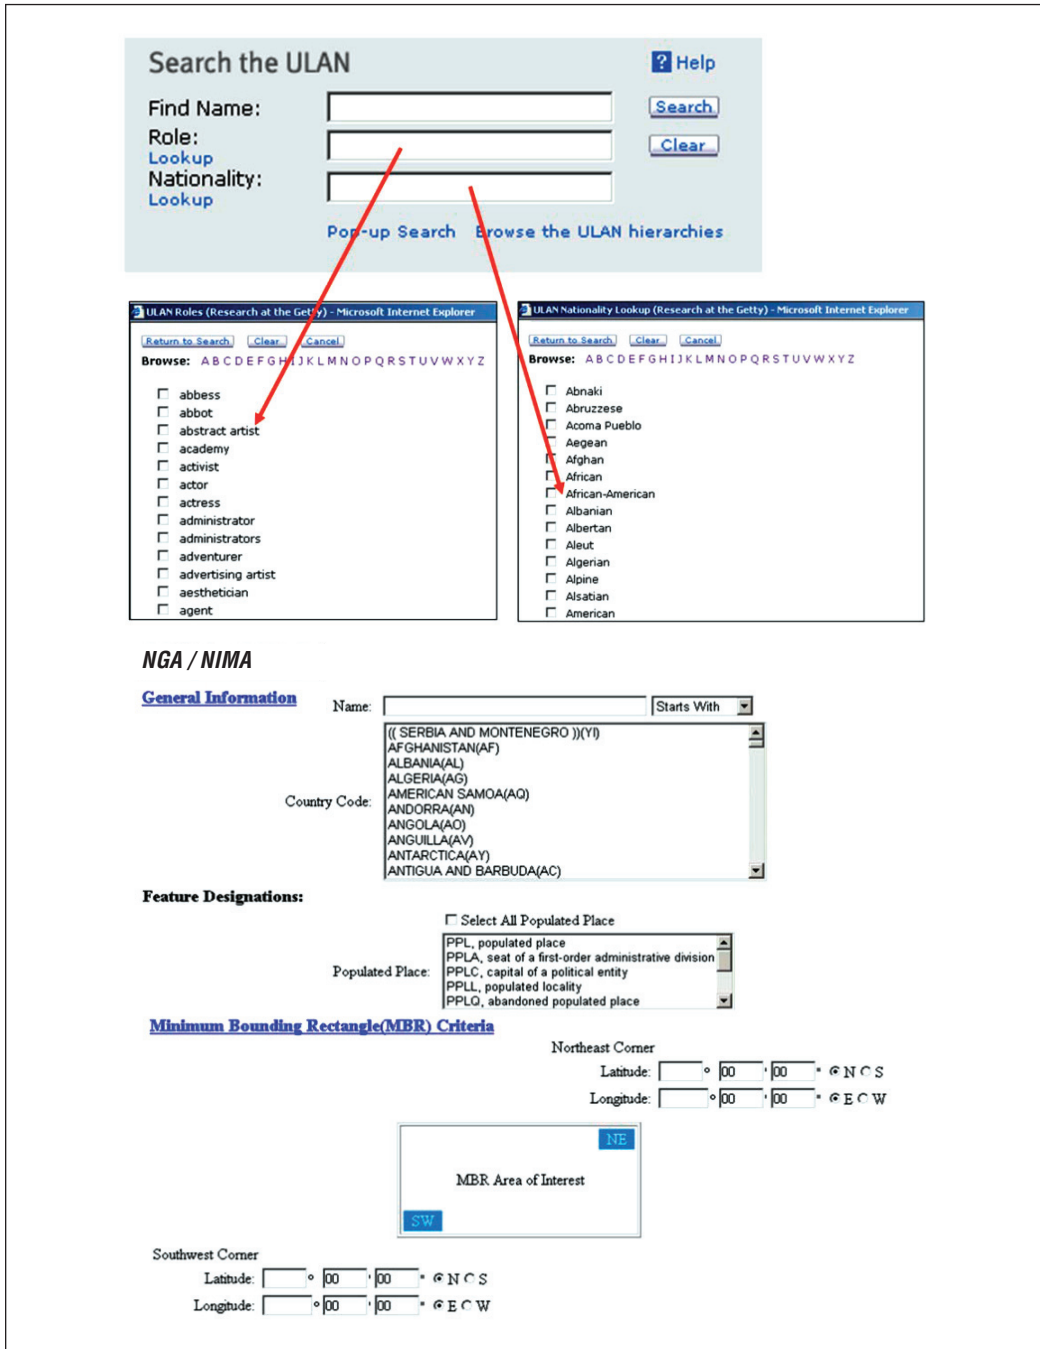 Search the ULAN
? Help
Find Name:
Search
Role:
Lookup
Clear
Nationality:
Lookup
Pop-up Search Browse the ULAN hierarchies
ULAN Roles (Research at the Getty) - Microsoft Internet Explorer
Return to Search Clear Cancel
Browse: A B C D E F G H I J K L M N O P Q R S T U V W X Y Z
abbess
abbot
abstract artist
academy
activist
actor
actress
administrator
administrators
adventurer
advertising artist
aesthetician
agent
ULAN Nationality Lookup (Research at the Getty) - Microsoft Internet Explorer
Return to Search Clear Cancel
Browse: A B C D E F G H I J K L M N O P Q R S T U V W X Y Z
Abnaki
Abruzzese
Acoma Pueblo
Aegean
Afghan
African
African-American
Albanian
Albertan
Aleut
Algerian
Alpine
Alsatian
American
NGA / NIMA
General Information
Name: Starts With
Country Code:
(( SERBIA AND MONTENEGRO ))(YI)
AFGHANISTAN(AF)
ALBANIA(AL)
ALGERIA(AG)
AMERICAN SAMOA(AQ)
ANDORRA(AN)
ANGOLA(AO)
ANGUILLA(AV)
ANTARCTICA(AY)
ANTIGUA AND BARBUDA(AC)
Feature Designations:
Select All Populated Place
Populated Place:
PPL, populated place
PPLA, seat of a first-order administrative division
PPLC, capital of a political entity
PPLL, populated locality
PPLQ, abandoned populated place
Minimum Bounding Rectangle(MBR) Criteria
Northeast Corner
Latitude: ° 00 ' 00 " N S
Longitude: ° 00 ' 00 " E W
NE
MBR Area of Interest
SW
Southwest Corner
Latitude: ° 00 ' 00 " N S
Longitude: ° 00 ' 00 " E W